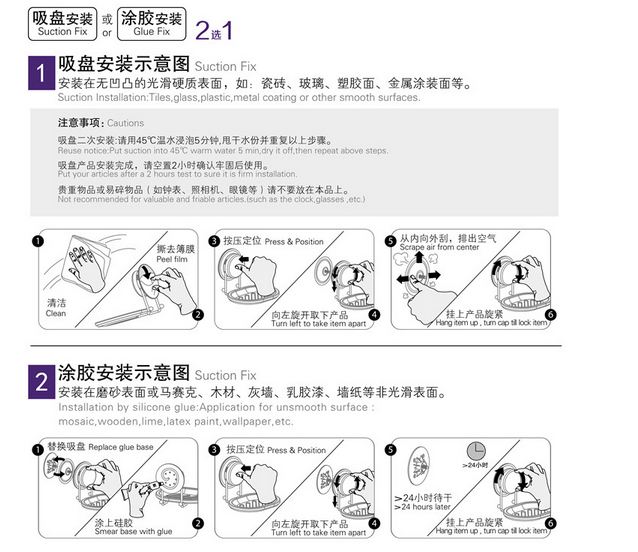 吸盘安装 或 涂胶安装 2选1
Suction Fix or Glue Fix
1 吸盘安装示意图 Suction Fix
安装在无凹凸的光滑硬质表面，如：瓷砖、玻璃、塑胶面、金属涂装面等。
Suction Installation:Tiles,glass,plastic,metal coating or other smooth surfaces.
注意事项: Cautions
吸盘二次安装:请用45℃温水浸泡5分钟,甩干水份并重复以上步骤。
Reuse notice:Put suction into 45℃ warm water 5 min,dry it off,then repeat above steps.
吸盘产品安装完成，请空置2小时确认牢固后使用。
Put your articles after a 2 hours test to sure it is firm installation.
贵重物品或易碎物品（如钟表、照相机、眼镜等）请不要放在本品上。
Not recommended for valuable and friable articles.(such as the clock,glasses ,etc.)
1
清洁
Clean
撕去薄膜
Peel film
2
3 按压定位 Press & Position
向左旋开取下产品
Turn left to take item apart
4
5 从内向外刮，排出空气
Scrape air from center
挂上产品旋紧
Hang item up , turn cap till lock item
6
2 涂胶安装示意图 Suction Fix
安装在磨砂表面或马赛克、木材、灰墙、乳胶漆、墙纸等非光滑表面。
Installation by silicone glue:Application for unsmooth surface :
mosaic,wooden,lime,latex paint,wallpaper,etc.
1 替换吸盘 Replace glue base
涂上硅胶
Smear base with glue
2
3 按压定位 Press & Position
向左旋开取下产品
Turn left to take item apart
4
5
>24小时
>24小时待干
>24 hours later
挂上产品旋紧
Hang item up , turn cap till lock item
6